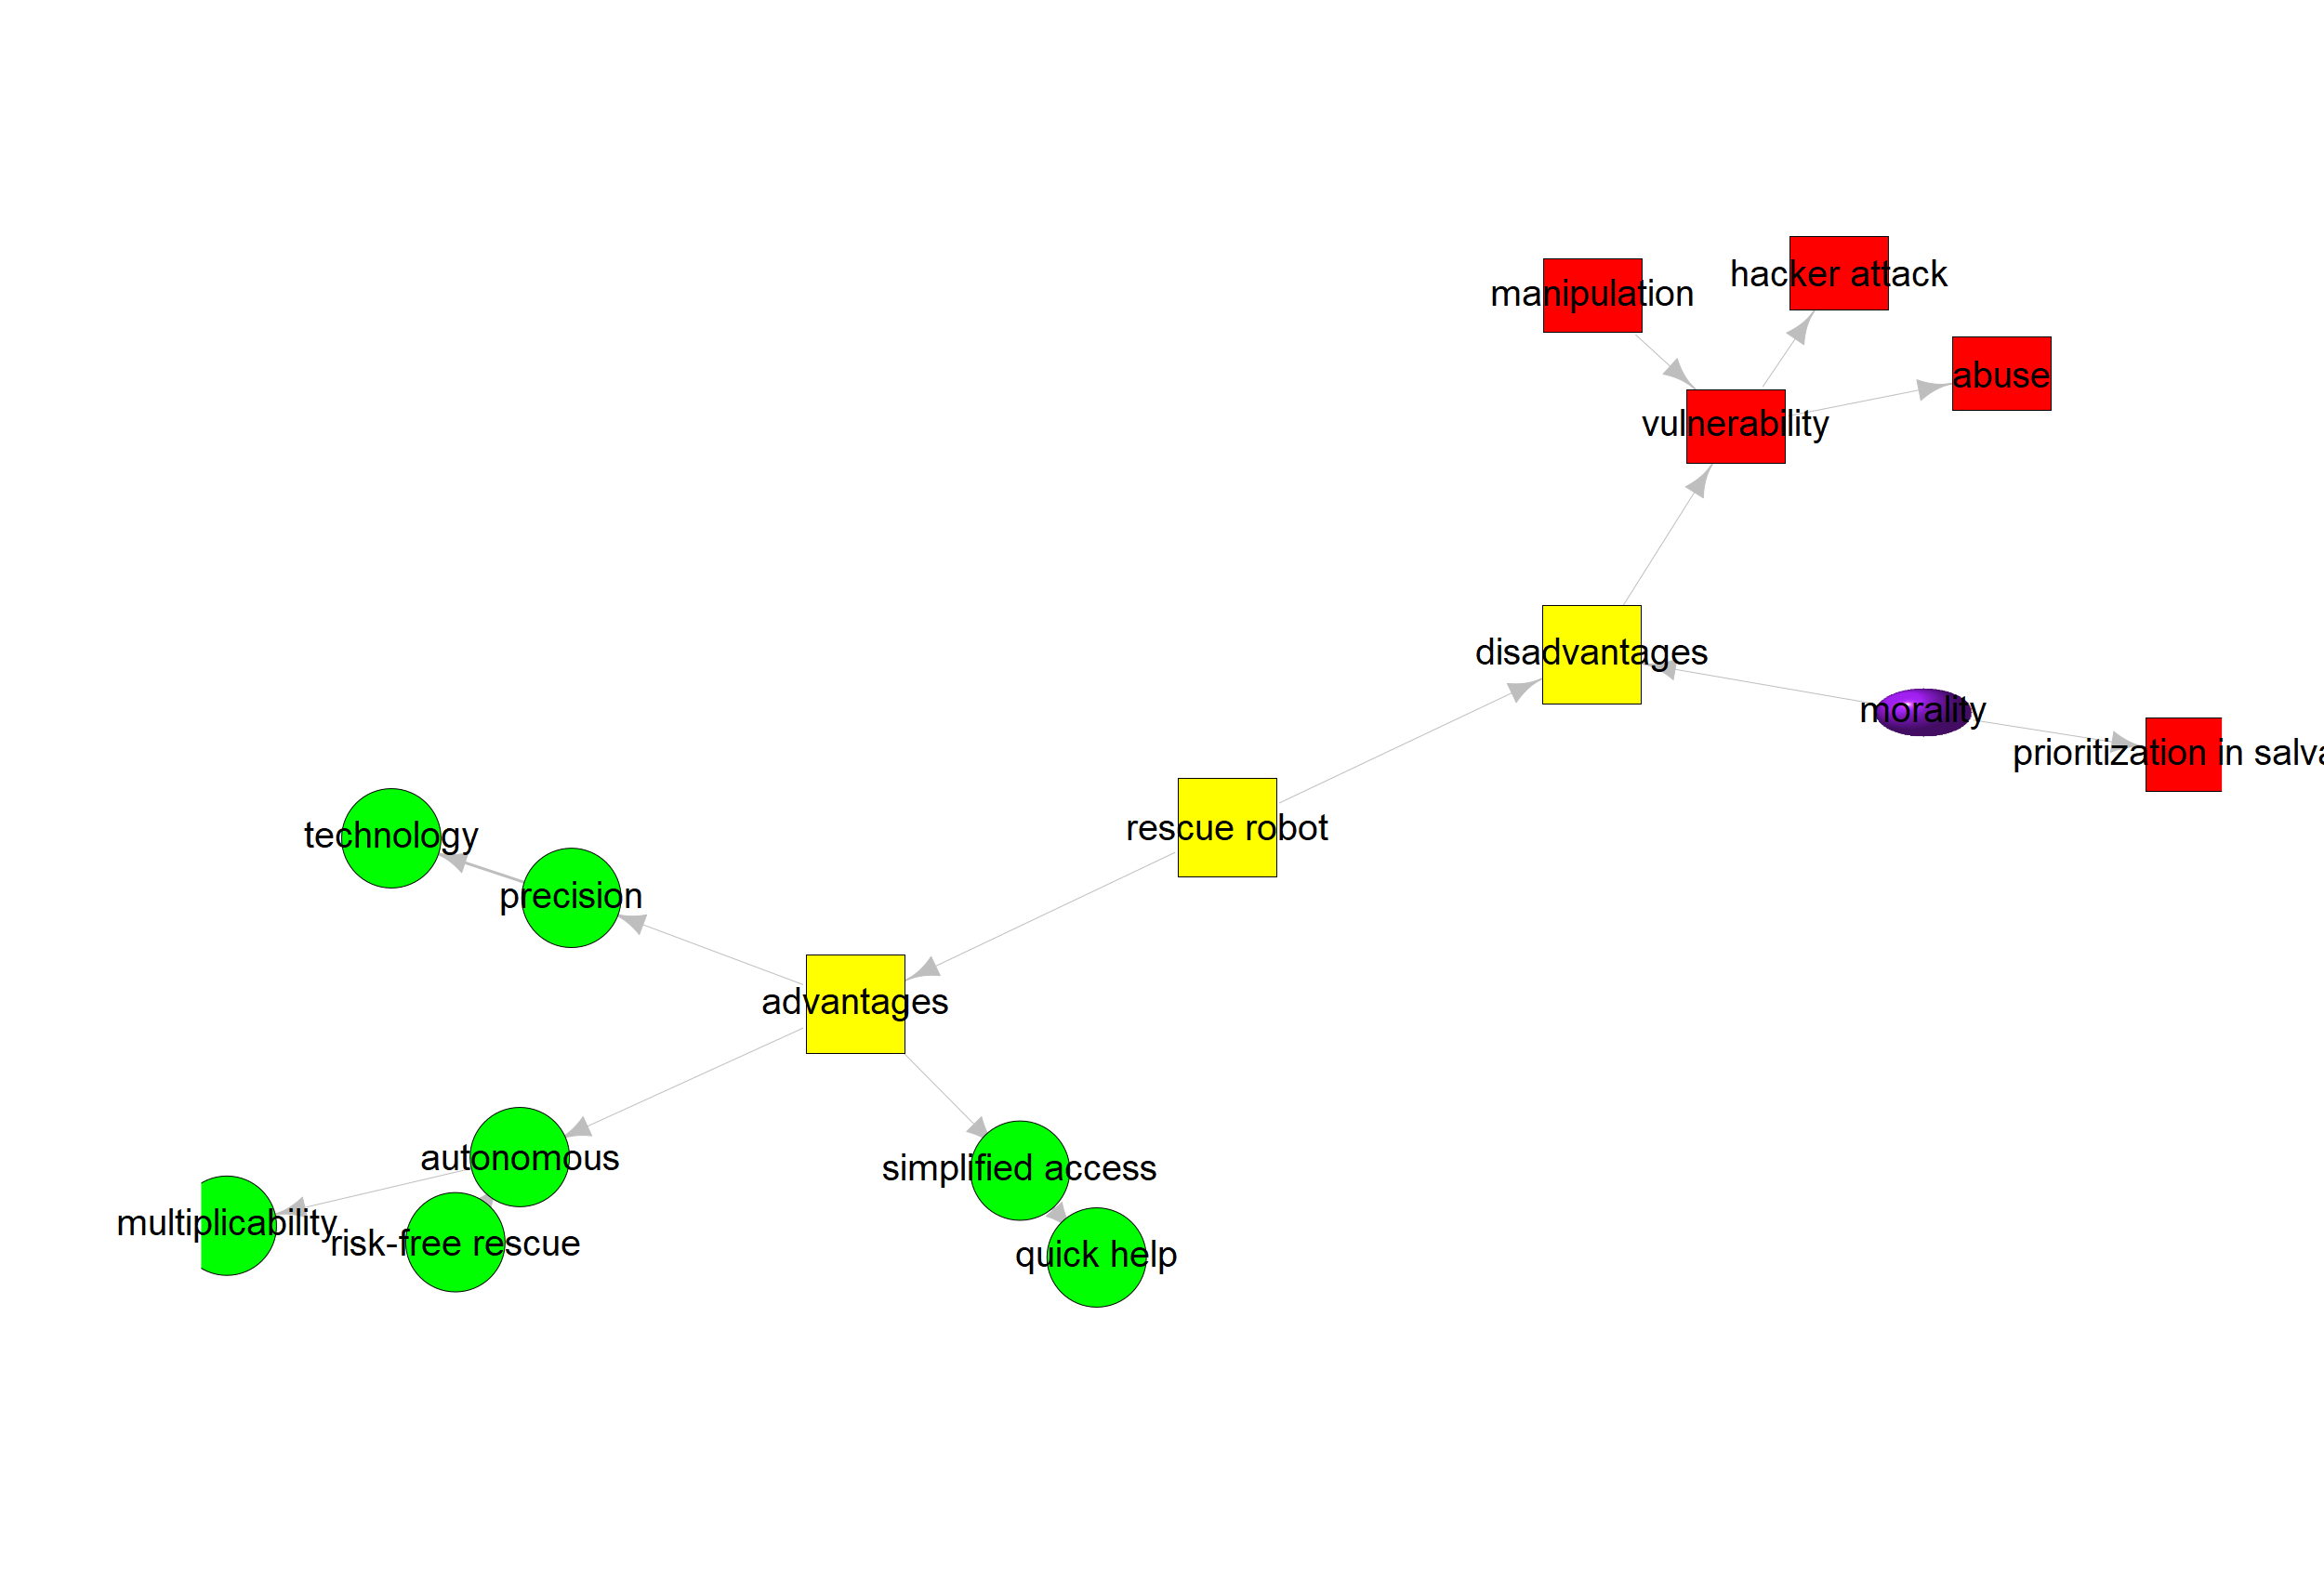 hacker attack
manipulation
abuse
vulnerability
disadvantages
morality
prioritization in
rescue robot
technology
precision
advantages
autonomous
simplified access
multiplicability
risk-free rescue
quick help